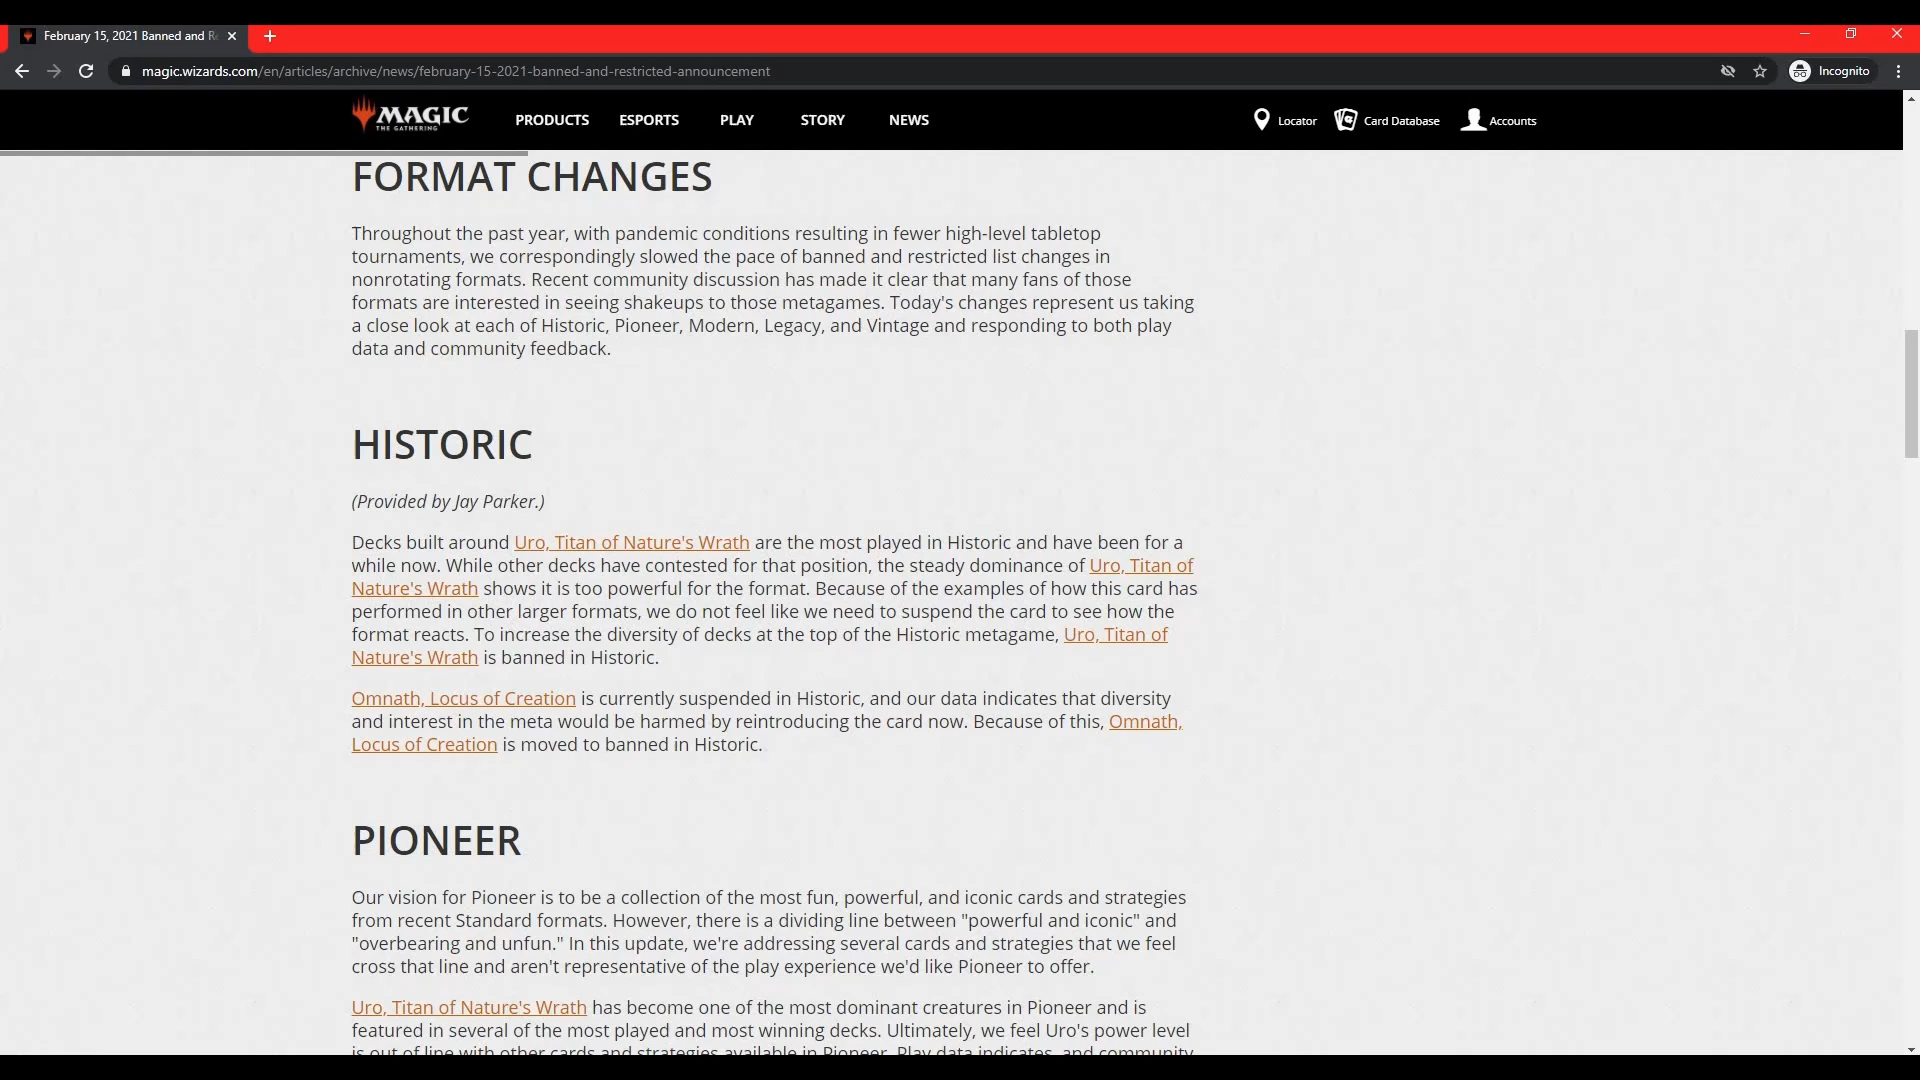 February 15, 2021 Banned and R
magic.wizards.com/en/articles/archive/news/february-15-2021-banned-and-restricted-announcement
Incognito
MAGIC
THE GATHERING
PRODUCTS
ESPORTS
PLAY
STORY
NEWS
Locator
Card Database
Accounts
FORMAT CHANGES
Throughout the past year, with pandemic conditions resulting in fewer high-level tabletop
tournaments, we correspondingly slowed the pace of banned and restricted list changes in
nonrotating formats. Recent community discussion has made it clear that many fans of those
formats are interested in seeing shakeups to those metagames. Today's changes represent us taking
a close look at each of Historic, Pioneer, Modern, Legacy, and Vintage and responding to both play
data and community feedback.
HISTORIC
(Provided by Jay Parker.)
Decks built around Uro, Titan of Nature's Wrath are the most played in Historic and have been for a
while now. While other decks have contested for that position, the steady dominance of Uro, Titan of
Nature's Wrath shows it is too powerful for the format. Because of the examples of how this card has
performed in other larger formats, we do not feel like we need to suspend the card to see how the
format reacts. To increase the diversity of decks at the top of the Historic metagame, Uro, Titan of
Nature's Wrath is banned in Historic.
Omnath, Locus of Creation is currently suspended in Historic, and our data indicates that diversity
and interest in the meta would be harmed by reintroducing the card now. Because of this, Omnath,
Locus of Creation is moved to banned in Historic.
PIONEER
Our vision for Pioneer is to be a collection of the most fun, powerful, and iconic cards and strategies
from recent Standard formats. However, there is a dividing line between "powerful and iconic" and
"overbearing and unfun." In this update, we're addressing several cards and strategies that we feel
cross that line and aren't representative of the play experience we'd like Pioneer to offer.
Uro, Titan of Nature's Wrath has become one of the most dominant creatures in Pioneer and is
featured in several of the most played and most winning decks. Ultimately, we feel Uro's power level
is out of line with other cards and strategies available in Pioneer. Play data indicates, and community